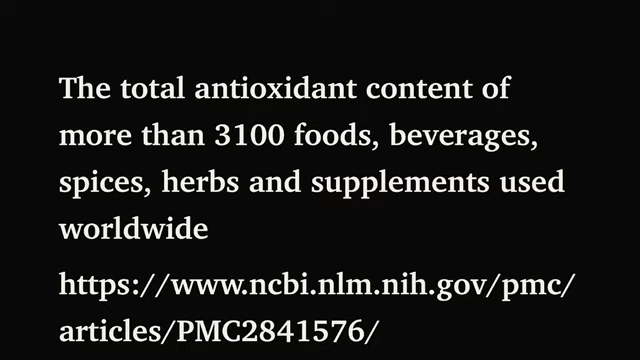 The total antioxidant content of
more than 3100 foods, beverages,
spices, herbs and supplements used
worldwide
https://www.ncbi.nlm.nih.gov/pmc/
articles/PMC2841576/